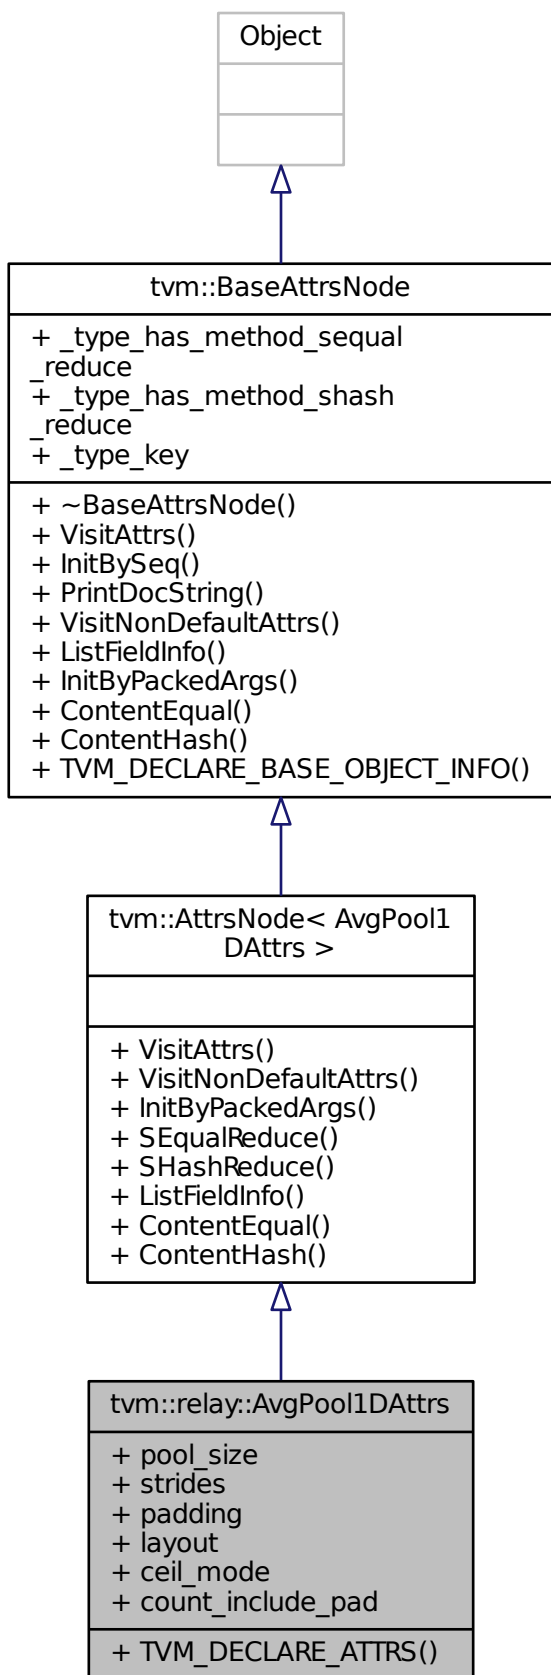 Object
tvm::BaseAttrsNode
+ _type_has_method_sequal
_reduce
+ _type_has_method_shash
_reduce
+ _type_key
+ ~BaseAttrsNode()
+ VisitAttrs()
+ InitBySeq()
+ PrintDocString()
+ VisitNonDefaultAttrs()
+ ListFieldInfo()
+ InitByPackedArgs()
+ ContentEqual()
+ ContentHash()
+ TVM_DECLARE_BASE_OBJECT_INFO()
tvm::AttrsNode< AvgPool1
DAttrs >
+ VisitAttrs()
+ VisitNonDefaultAttrs()
+ InitByPackedArgs()
+ SEqualReduce()
+ SHashReduce()
+ ListFieldInfo()
+ ContentEqual()
+ ContentHash()
tvm::relay::AvgPool1DAttrs
+ pool_size
+ strides
+ padding
+ layout
+ ceil_mode
+ count_include_pad
+ TVM_DECLARE_ATTRS()